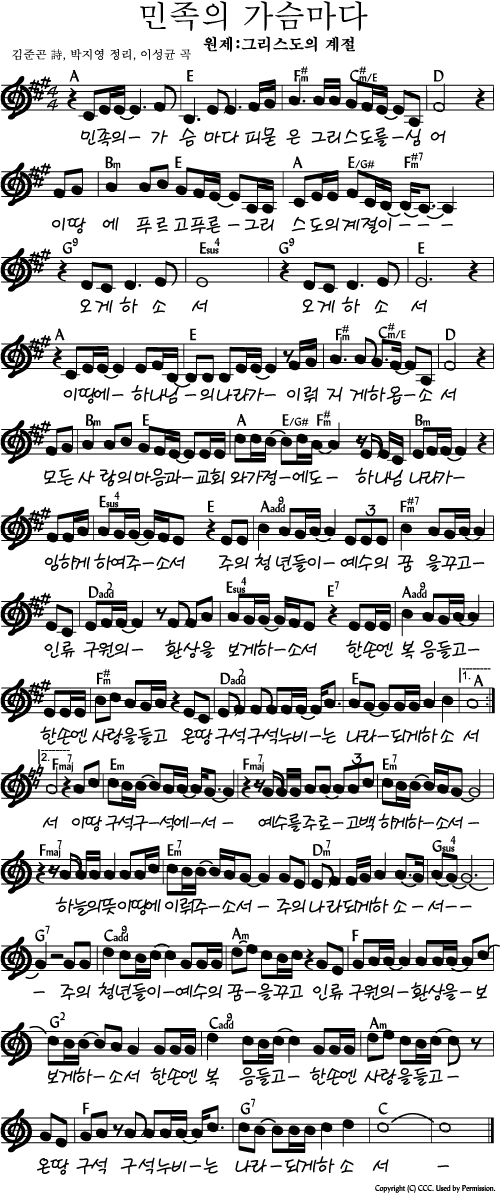 민족의 가슴마다
원제:그리스도의 계절
김준곤 詩, 박지영 정리, 이성균 곡
A E F#m C#m/E D
민족의- 가 슴 마다 피묻 은 그리스도를-심 어
Bm E A E/G# F#7
이땅 에 푸르고푸른- 그리 스도의계절이- - -
G9 Esus4 G9 E
오게 하 소 서 오게 하 소 서
A E F#m C#m/E D
이땅에- 하나님- 의나라가- 이뤄 지 게하옵-소 서
Bm E A E/G# F#m Bm
모든 사 랑의마음과-교회 와가정-에도- 하나님 나라가-
Esus4 E Aadd9 3 F#m7
임하게 하여주-소서 주의 청 년들이-예수의 꿈 을꾸고-
Dadd2 Esus4 E7 Aadd9
인류 구원의- 환상을 보게하-소서 한손엔 복 음들고-
F#m Dadd2 E 1. A
한손엔 사랑을들고 온땅 구석구석누비-는 나라-되게하소 서
2. Fmaj7 Em7 Fmaj7 3 Em7
서 이땅 구석구-석에-서- 예수를주로-고백 하게하-소서-
Fmaj7 Em7 Dm7 Gsus4
하늘의뜻이땅에 이뤄주-소서- 주의나라되게하 소-서--
G7 Cadd9 Am F
- 주의 청년들이-예수의 꿈-을꾸고 인류 구원의-환상을-보
G2 Cadd9 Am
보게하-소서 한손엔 복 음들고- 한손엔 사랑을들고-
F G7 C
온땅 구석 구석누비-는 나라-되게하 소 서 -
Copyright (C) CCC. Used by Permission.